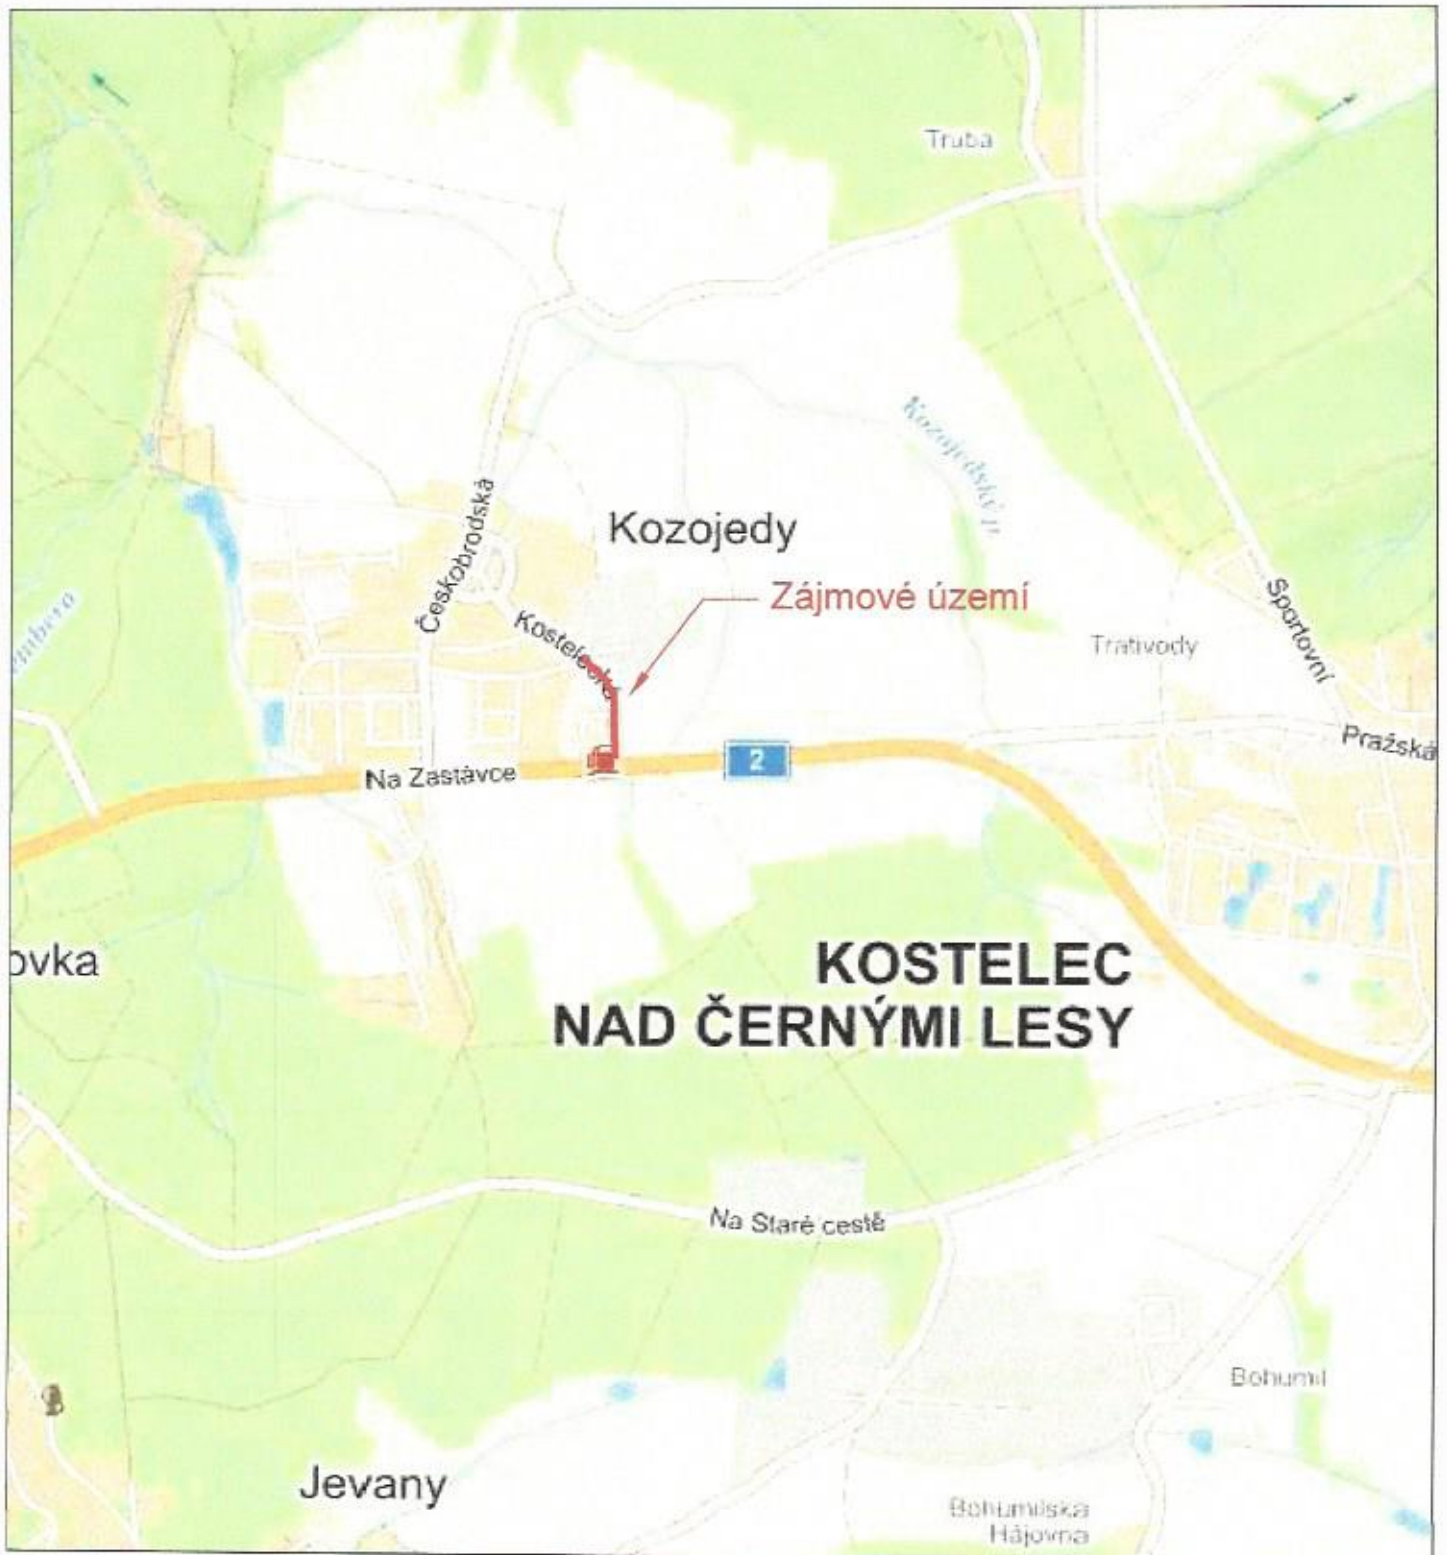 Truba
Kozojedský p
Českobrodská
Kozojedy
Zájmové území
Kostelecká
Sportovní
Trativody
Pražská
2
Na Zastávce
ovka
KOSTELEC
NAD ČERNÝMI LESY
Na Staré cestě
Bohumil
Jevany
Bohumilska
Hájovna